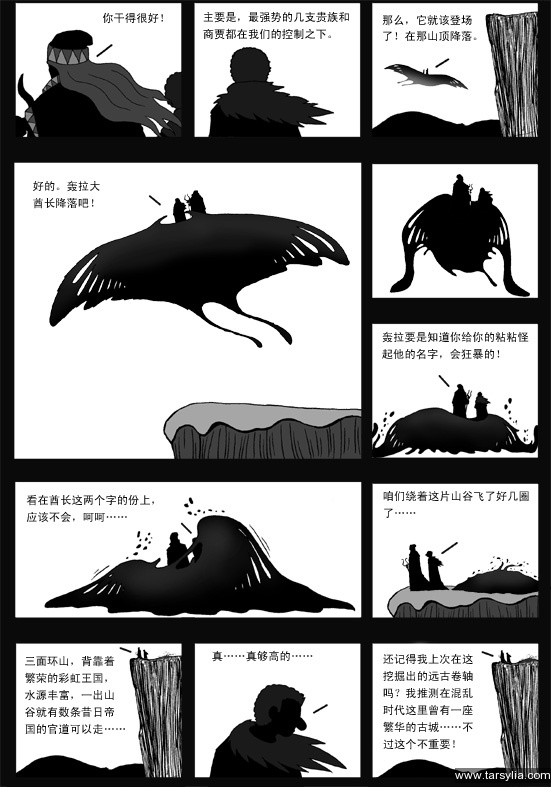 你干得很好！
主要是，最强势的几支贵族和
商贾都在我们的控制之下。
那么，它就该登场
了！在那山顶降落。
好的。轰拉大
酋长降落吧！
轰拉要是知道你给你的粘粘怪
起他的名字，会狂暴的！
看在酋长这两个字的份上，
应该不会，呵呵……
咱们绕着这片山谷飞了好几圈
了……
三面环山，背靠着
繁荣的彩虹王国，
水源丰富，一出山
谷就有数条昔日帝
国的官道可以走……
真……真够高的……
还记得我上次在这
挖掘出的远古卷轴
吗？我推测在混乱
时代这里曾有一座
繁华的古城……不
过这个不重要！
www.tarsylia.com